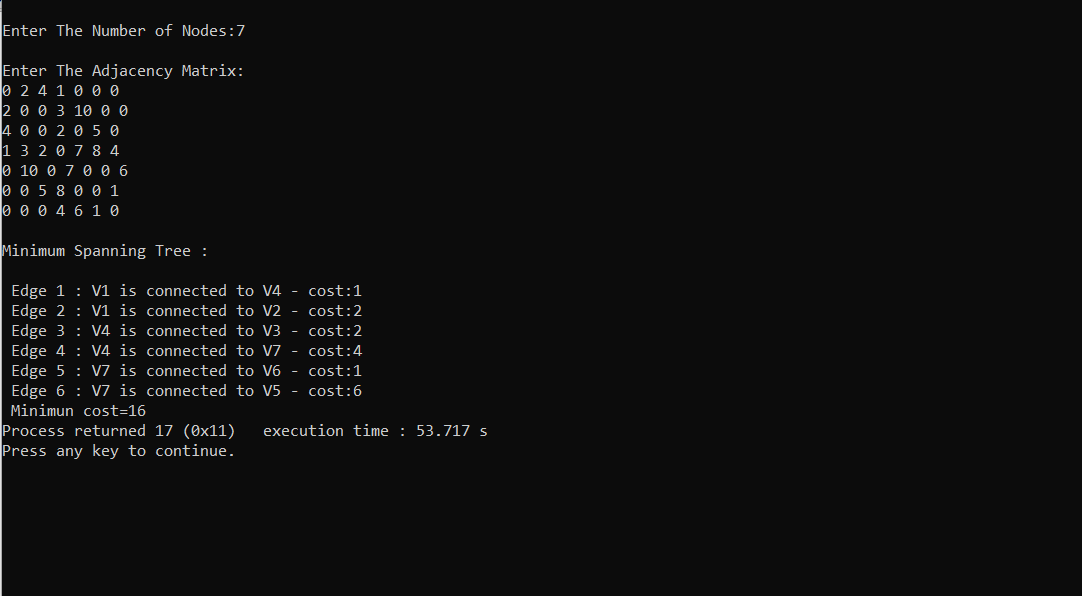 Enter The Number of Nodes:7
Enter The Adjacency Matrix:
0 2 4 1 0 0 0
2 0 0 3 10 0 0
4 0 0 2 0 5 0
1 3 2 0 7 8 4
0 10 0 7 0 0 6
0 0 5 8 0 0 1
0 0 0 4 6 1 0
Minimum Spanning Tree :
Edge 1 : V1 is connected to V4 - cost:1
Edge 2 : V1 is connected to V2 - cost:2
Edge 3 : V4 is connected to V3 - cost:2
Edge 4 : V4 is connected to V7 - cost:4
Edge 5 : V7 is connected to V6 - cost:1
Edge 6 : V7 is connected to V5 - cost:6
Minimun cost=16
Process returned 17 (0x11)   execution time : 53.717 s
Press any key to continue.